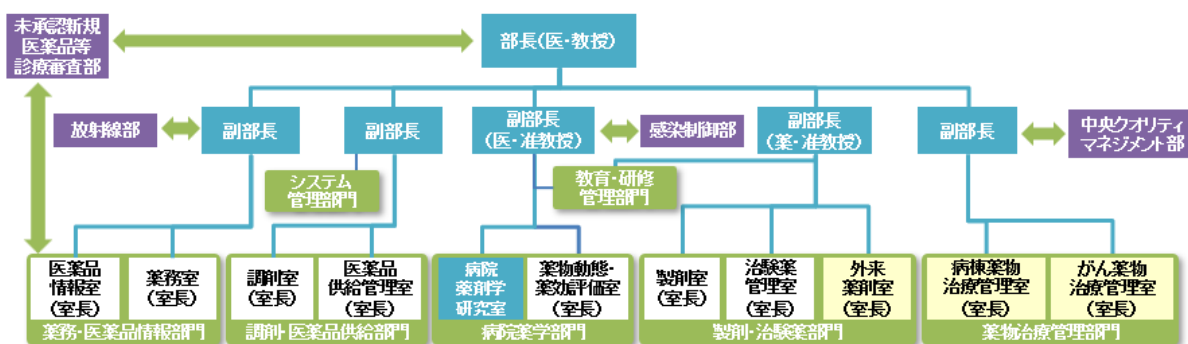 未承認新規
医薬品等
診療審査部
部長(医・教授)
放射線部
副部長
副部長
副部長
(医・准教授)
感染制御部
副部長
(薬・准教授)
副部長
中央クオリティ
マネジメント部
システム
管理部門
教育・研修
管理部門
医薬品
情報室
(室長)
薬務室
(室長)
薬務・医薬品情報部門
調剤室
(室長)
医薬品
供給管理室
(室長)
調剤・医薬品供給部門
病院
薬剤学
研究室
薬物動態・
薬効評価室
(室長)
病院薬学部門
製剤室
(室長)
治験薬
管理室
(室長)
外来
薬剤室
(室長)
製剤・治験薬部門
病棟薬物
治療管理室
(室長)
がん薬物
治療管理室
(室長)
薬物治療管理部門